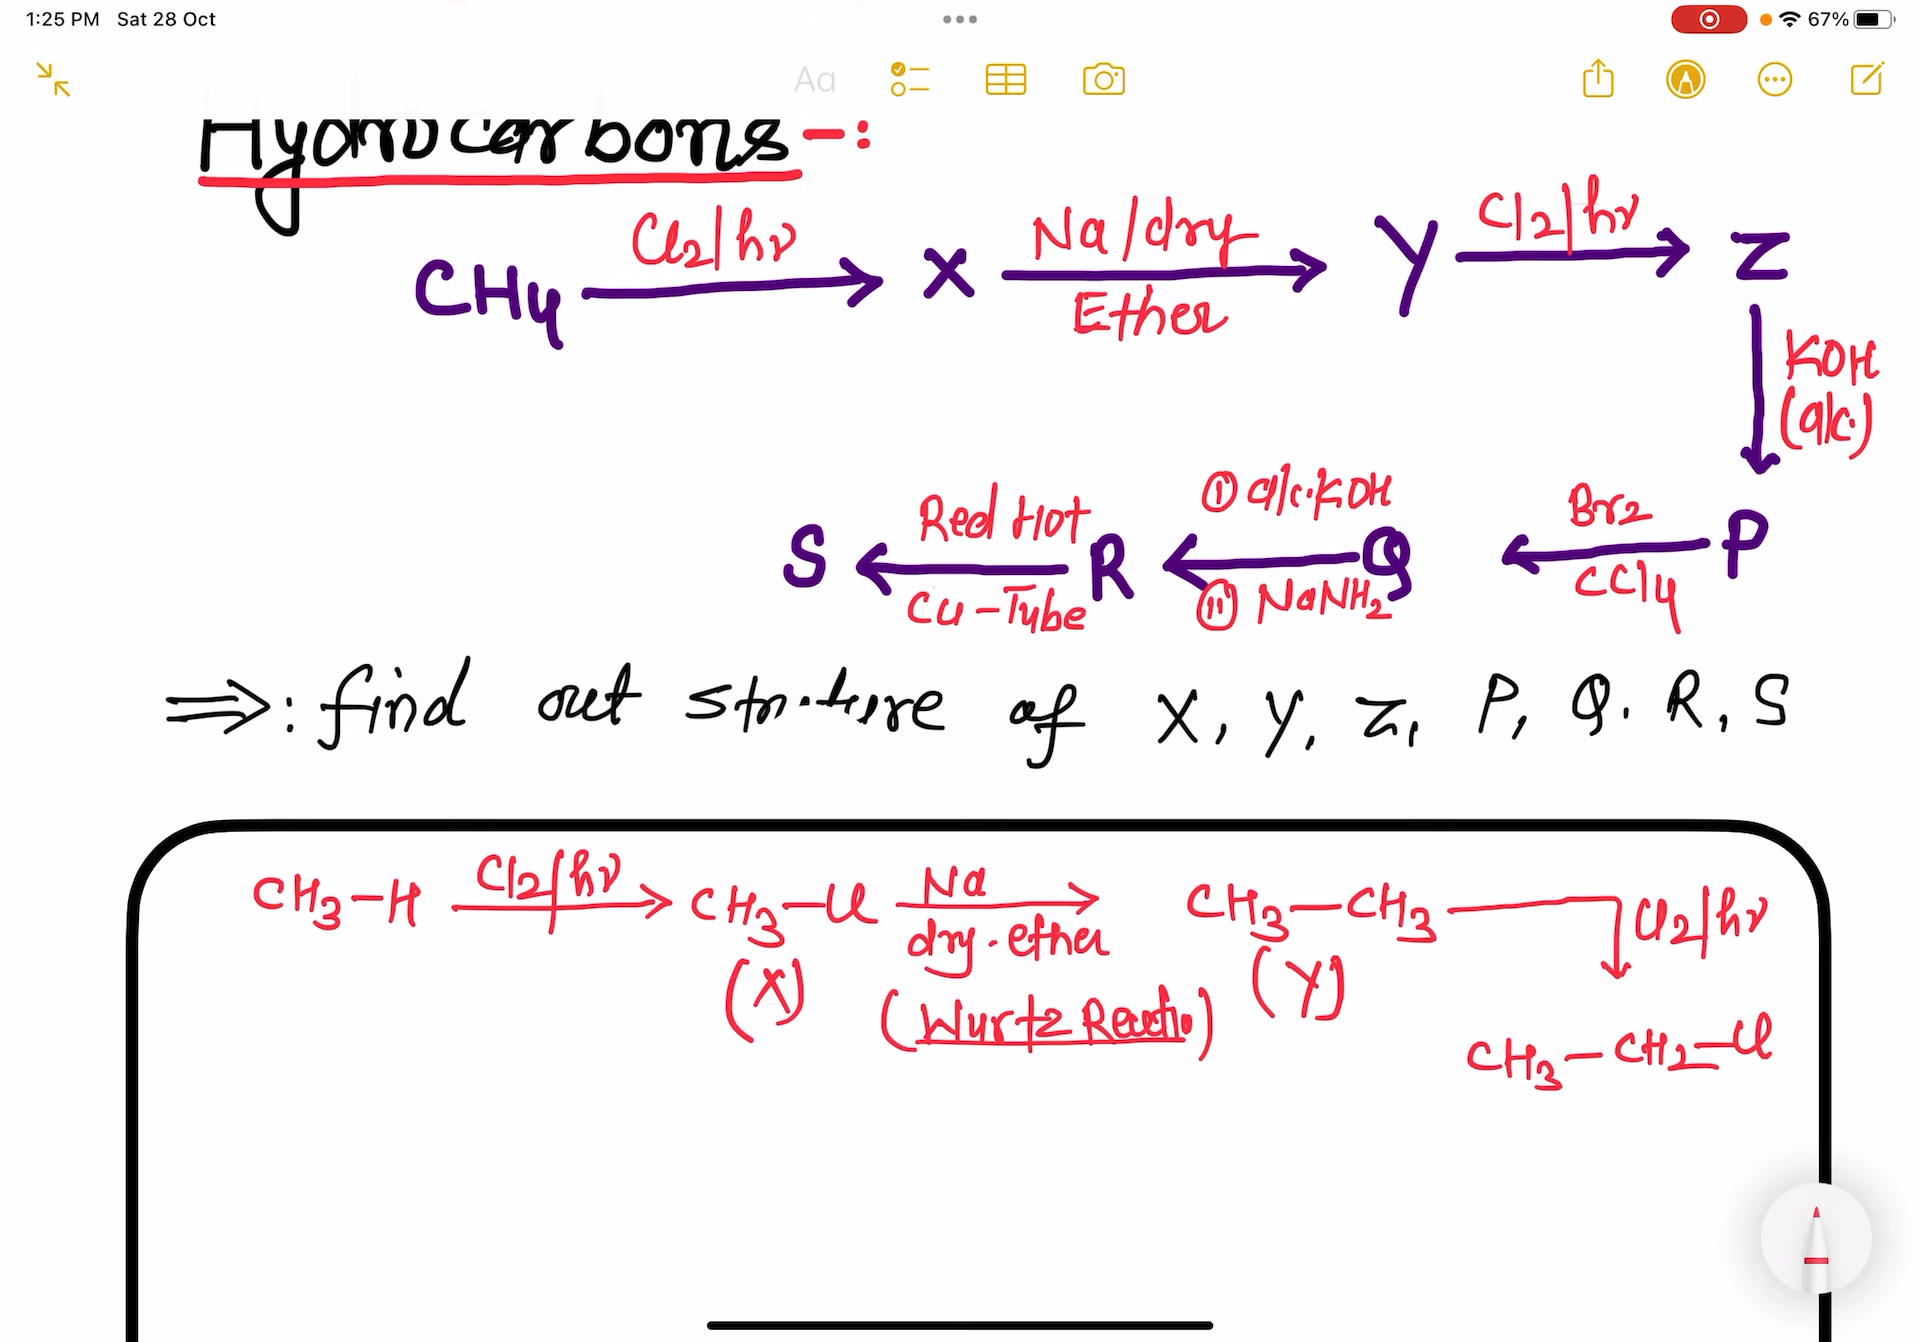 1:25 PM Sat 28 Oct
67%
Aa
Hydrocarbons -:
CH4 Cl2/hν X Na/dry Ether Y Cl2/hν Z
KOH (alc.)
S Red Hot Cu-Tube R (i) alc.KOH (ii) NaNH2 Q Br2 CCl4 P
⇒: find out of X, Y, Z, P, Q. R, S
CH3-H Cl2/hν CH3-Cl Na dry.ether CH3-CH3 Cl2/hν
(X) (Wurtz Reactio) (Y)
CH3-CH2-Cl